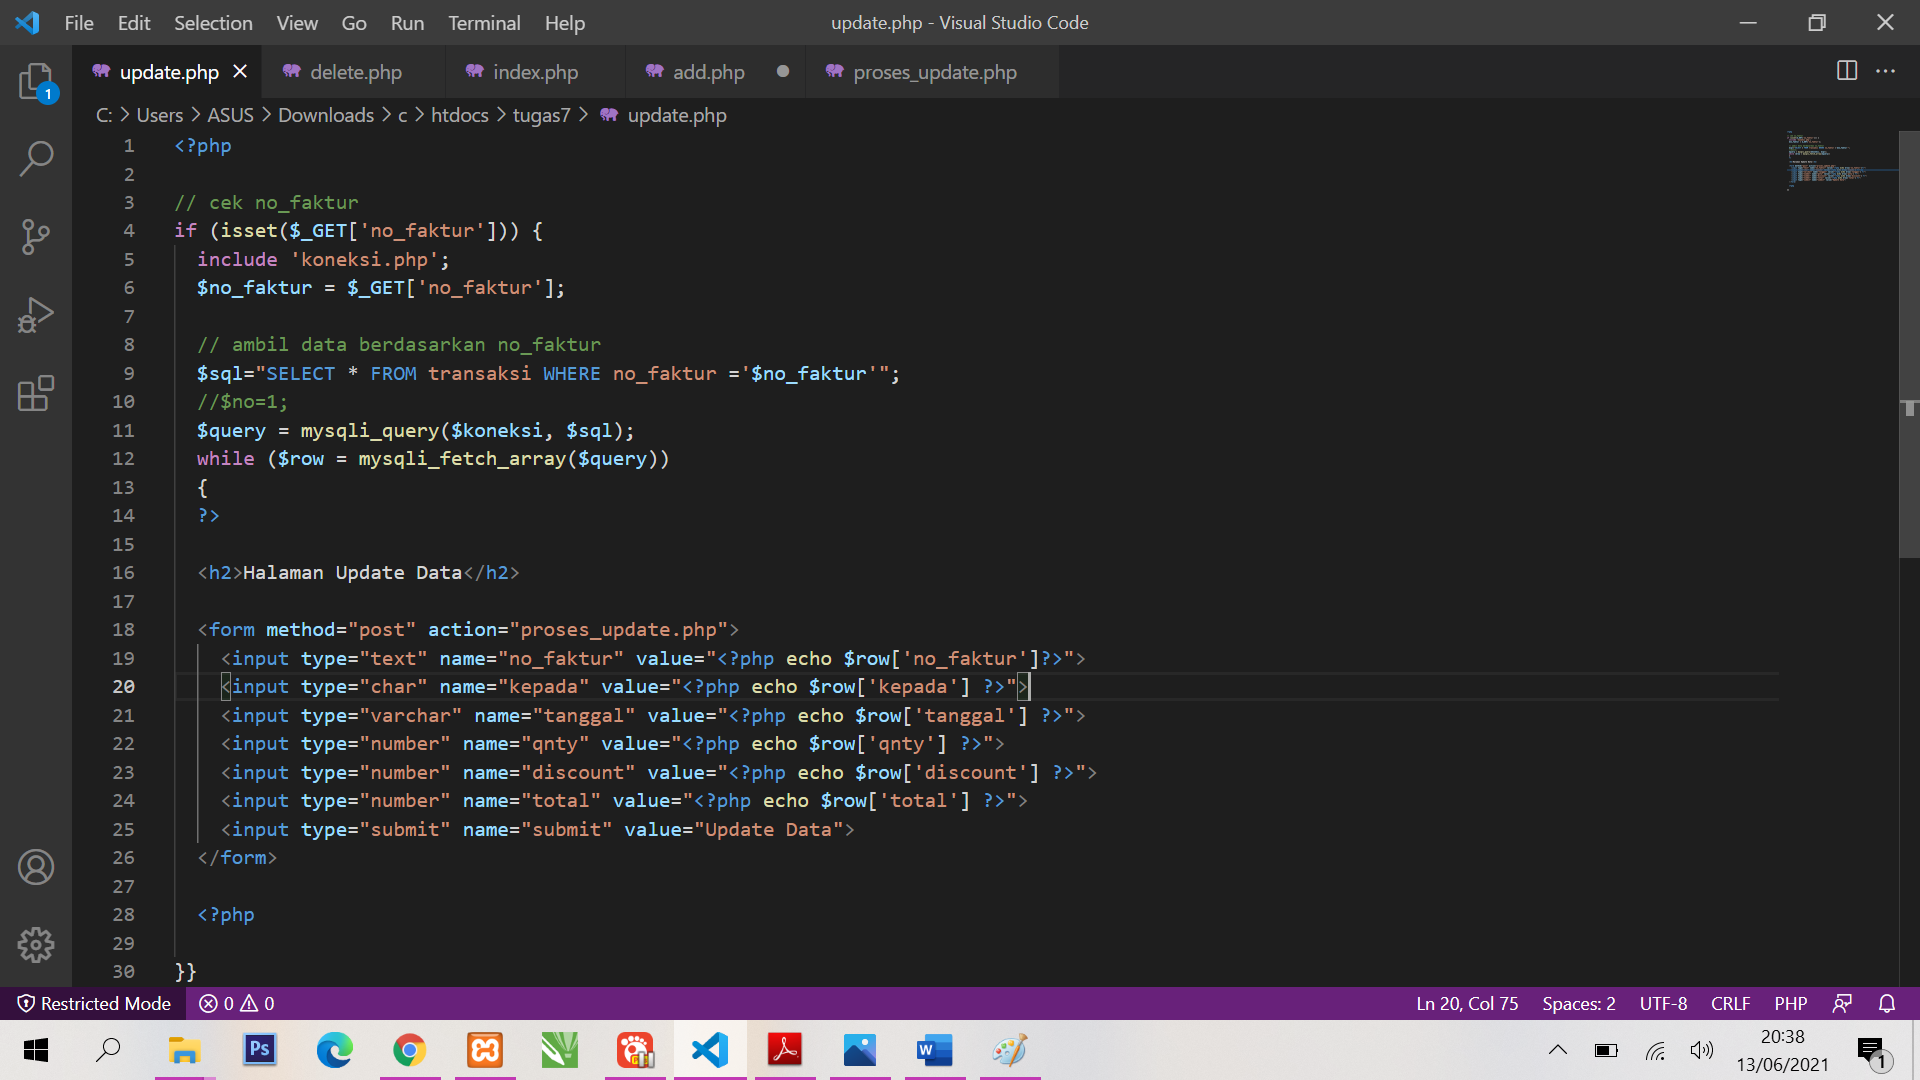 File Edit Selection View Go Run Terminal Help update.php - Visual Studio Code
update.php delete.php index.php add.php proses_update.php
1
C: > Users > ASUS > Downloads > c > htdocs > tugas7 > update.php
1 <?php
2
3 // cek no_faktur
4 if (isset($_GET['no_faktur'])) {
5 include 'koneksi.php';
6 $no_faktur = $_GET['no_faktur'];
7
8 // ambil data berdasarkan no_faktur
9 $sql="SELECT * FROM transaksi WHERE no_faktur ='$no_faktur'";
10 //$no=1;
11 $query = mysqli_query($koneksi, $sql);
12 while ($row = mysqli_fetch_array($query))
13 {
14 ?>
15
16 <h2>Halaman Update Data</h2>
17
18 <form method="post" action="proses_update.php">
19 <input type="text" name="no_faktur" value="<?php echo $row['no_faktur']?>">
20 <input type="char" name="kepada" value="<?php echo $row['kepada'] ?>">
21 <input type="varchar" name="tanggal" value="<?php echo $row['tanggal'] ?>">
22 <input type="number" name="qnty" value="<?php echo $row['qnty'] ?>">
23 <input type="number" name="discount" value="<?php echo $row['discount'] ?>">
24 <input type="number" name="total" value="<?php echo $row['total'] ?>">
25 <input type="submit" name="submit" value="Update Data">
26 </form>
27
28 <?php
29
30 }}
Restricted Mode 0 0 Ln 20, Col 75 Spaces: 2 UTF-8 CRLF PHP
Ps
W
20:38
13/06/2021
1